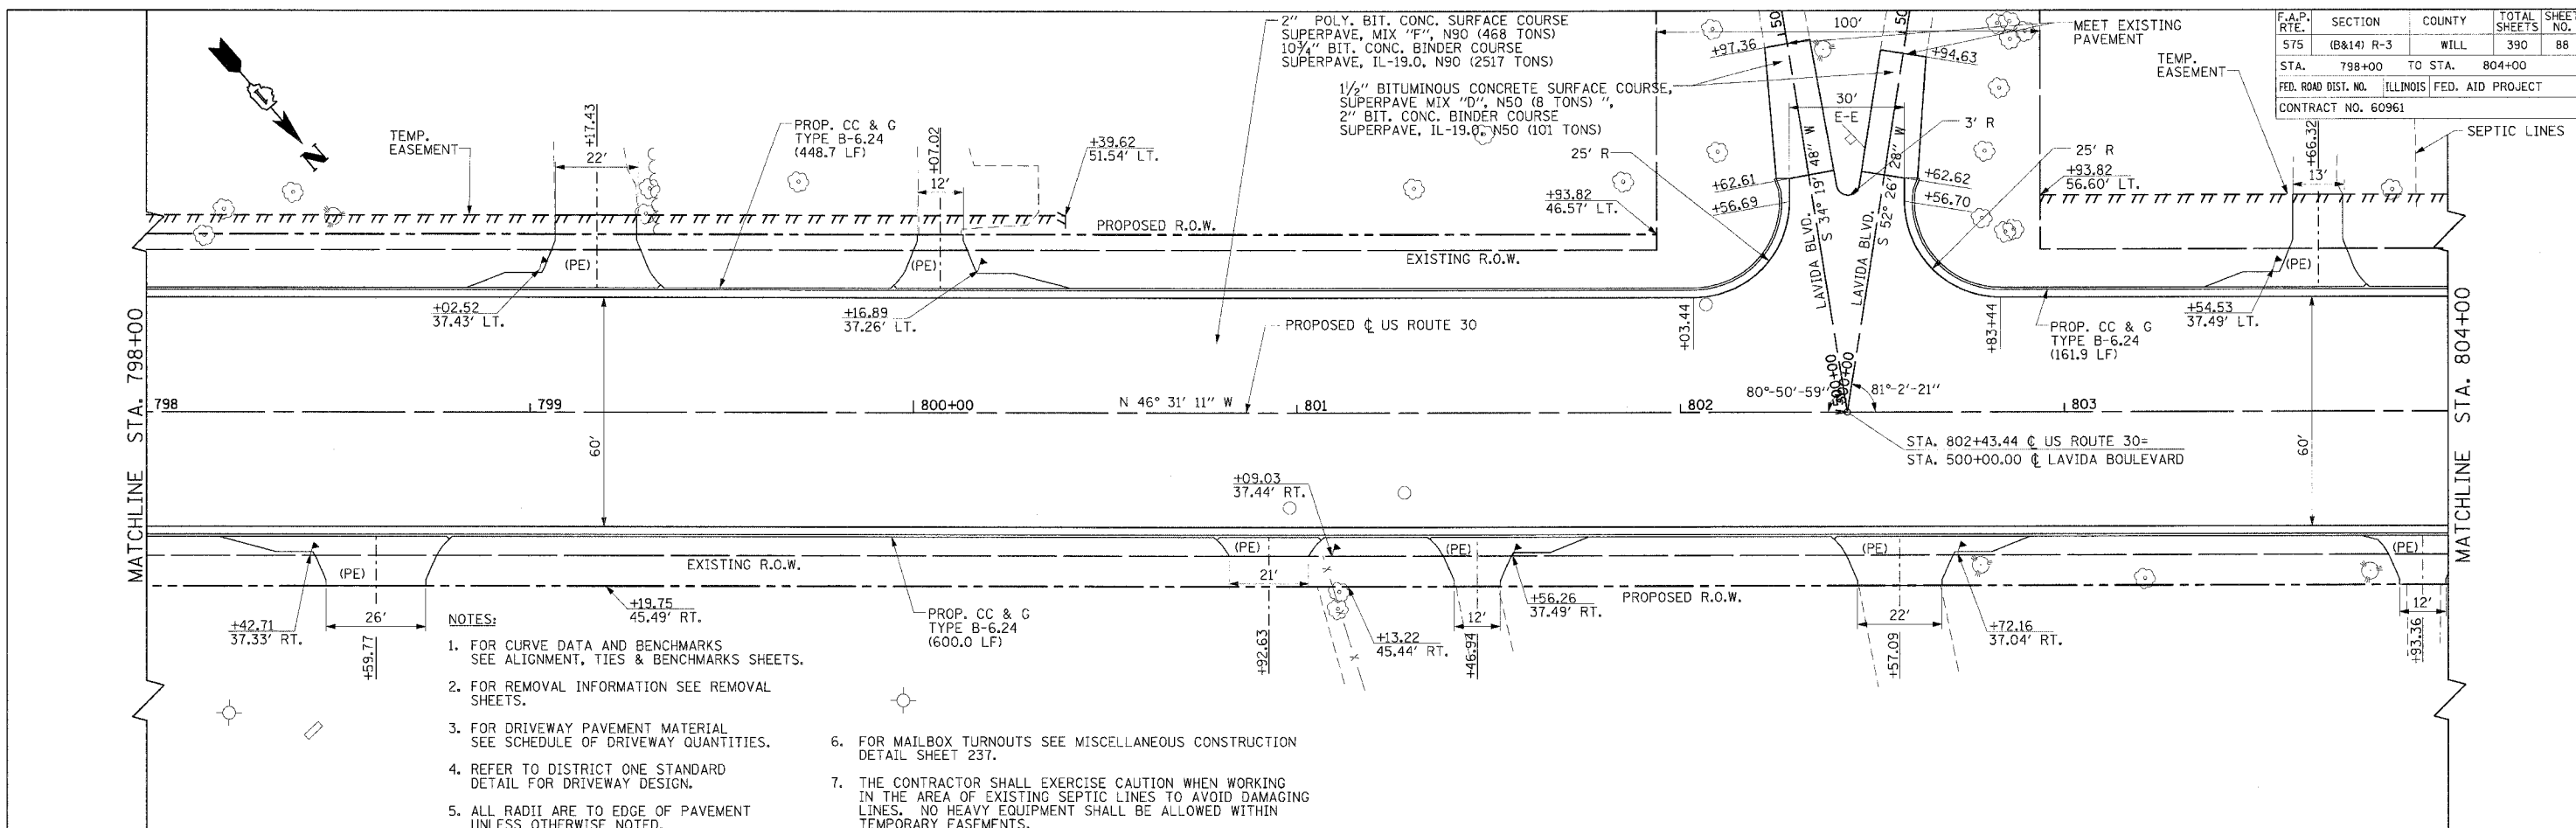 F.A.P. RTE. SECTION COUNTY TOTAL SHEETS SHEET NO.
575 (B&14) R-3 WILL 390 88
STA. 798+00 TO STA. 804+00
FED. ROAD DIST. NO. ILLINOIS FED. AID PROJECT
CONTRACT NO. 60961
2" POLY. BIT. CONC. SURFACE COURSE
SUPERPAVE, MIX "F", N90 (468 TONS)
10¾" BIT. CONC. BINDER COURSE
SUPERPAVE, IL-19.0, N90 (2517 TONS)
1½" BITUMINOUS CONCRETE SURFACE COURSE,
SUPERPAVE MIX "D", N50 (8 TONS) ",
2" BIT. CONC. BINDER COURSE
SUPERPAVE, IL-19.0, N50 (101 TONS)
N
TEMP.
EASEMENT
+17.43
22'
PROP. CC & G
TYPE B-6.24
(448.7 LF)
+07.02
12'
+39.62
51.54' LT.
100'
50
50
+97.36
+94.63
MEET EXISTING
PAVEMENT
30'
E-E
3' R
25' R
25' R
+62.61
+56.69
+62.62
+56.70
+93.82
46.57' LT.
+93.82
56.60' LT.
TEMP.
EASEMENT
+66.32
13'
SEPTIC LINES
PROPOSED R.O.W.
EXISTING R.O.W.
LAVIDA BLVD.
S 34° 19' 48" W
LAVIDA BLVD.
S 52° 26' 28" W
(PE)
(PE)
(PE)
+02.52
37.43' LT.
+16.89
37.26' LT.
PROPOSED ℄ US ROUTE 30
+03.44
+83+44
PROP. CC & G
TYPE B-6.24
(161.9 LF)
+54.53
37.49' LT.
MATCHLINE STA. 798+00
MATCHLINE STA. 804+00
798
799
800+00
N 46° 31' 11" W
801
802
803
80°-50'-59"
500+00
500+00
81°-2'-21"
STA. 802+43.44 ℄ US ROUTE 30=
STA. 500+00.00 ℄ LAVIDA BOULEVARD
60'
60'
+09.03
37.44' RT.
(PE)
(PE)
(PE)
(PE)
(PE)
EXISTING R.O.W.
PROPOSED R.O.W.
+42.71
37.33' RT.
26'
+59.77
+19.75
45.49' RT.
PROP. CC & G
TYPE B-6.24
(600.0 LF)
21'
+92.63
+13.22
45.44' RT.
12'
+46.94
+56.26
37.49' RT.
22'
+57.09
+72.16
37.04' RT.
12'
+93.36
NOTES:
1. FOR CURVE DATA AND BENCHMARKS
SEE ALIGNMENT, TIES & BENCHMARKS SHEETS.
2. FOR REMOVAL INFORMATION SEE REMOVAL
SHEETS.
3. FOR DRIVEWAY PAVEMENT MATERIAL
SEE SCHEDULE OF DRIVEWAY QUANTITIES.
4. REFER TO DISTRICT ONE STANDARD
DETAIL FOR DRIVEWAY DESIGN.
5. ALL RADII ARE TO EDGE OF PAVEMENT
UNLESS OTHERWISE NOTED.
6. FOR MAILBOX TURNOUTS SEE MISCELLANEOUS CONSTRUCTION
DETAIL SHEET 237.
7. THE CONTRACTOR SHALL EXERCISE CAUTION WHEN WORKING
IN THE AREA OF EXISTING SEPTIC LINES TO AVOID DAMAGING
LINES. NO HEAVY EQUIPMENT SHALL BE ALLOWED WITHIN
TEMPORARY EASEMENTS.